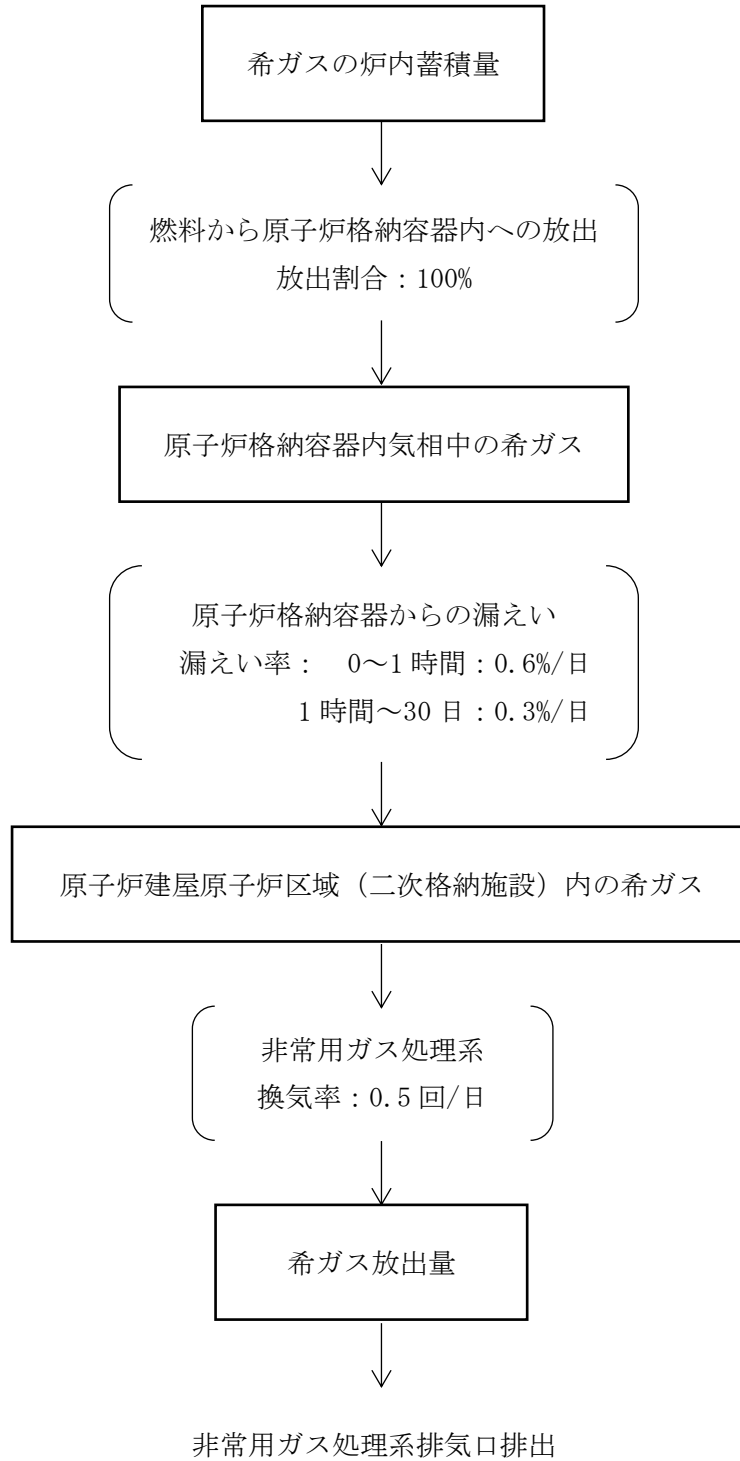 希ガスの炉内蓄積量
燃料から原子炉格納容器内への放出
放出割合：100%
原子炉格納容器内気相中の希ガス
原子炉格納容器からの漏えい
漏えい率：　0～1 時間：0.6%/日
1 時間～30 日：0.3%/日
原子炉建屋原子炉区域（二次格納施設）内の希ガス
非常用ガス処理系
換気率：0.5 回/日
希ガス放出量
非常用ガス処理系排気口排出